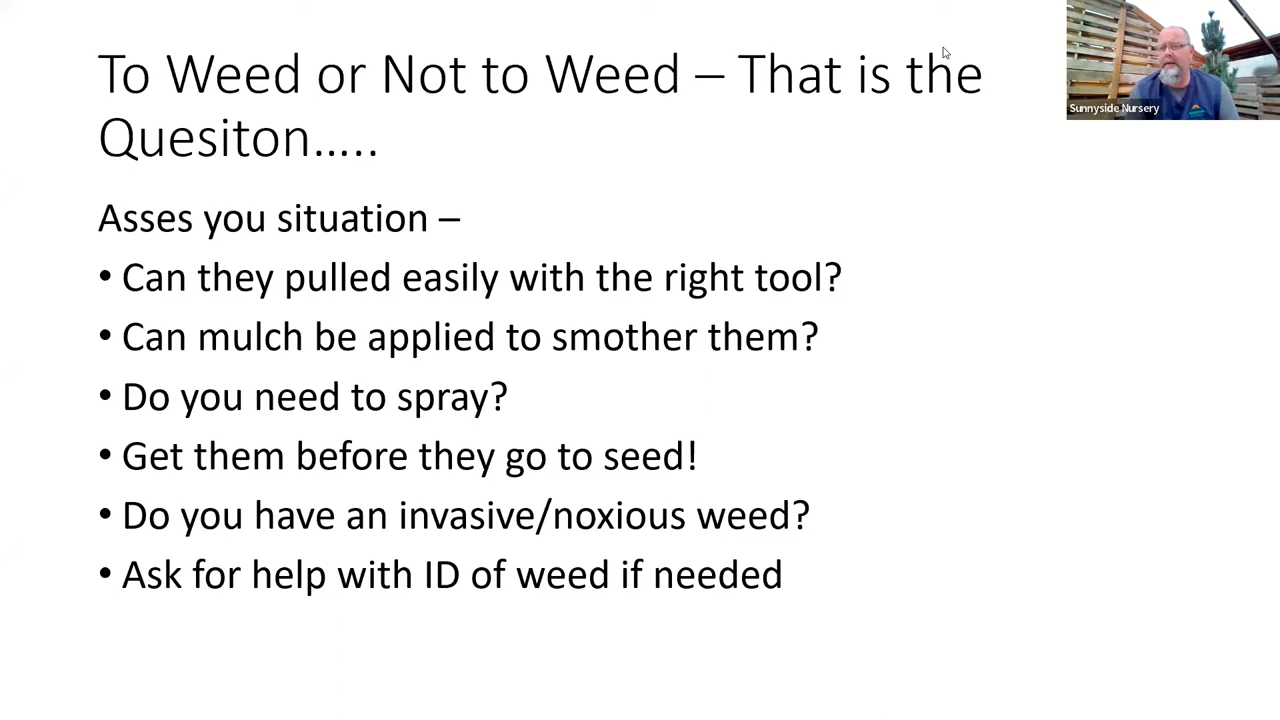 To Weed or Not to Weed – That is the
Quesiton.....
Asses you situation –
• Can they pulled easily with the right tool?
• Can mulch be applied to smother them?
• Do you need to spray?
• Get them before they go to seed!
• Do you have an invasive/noxious weed?
• Ask for help with ID of weed if needed
Sunnyside Nursery